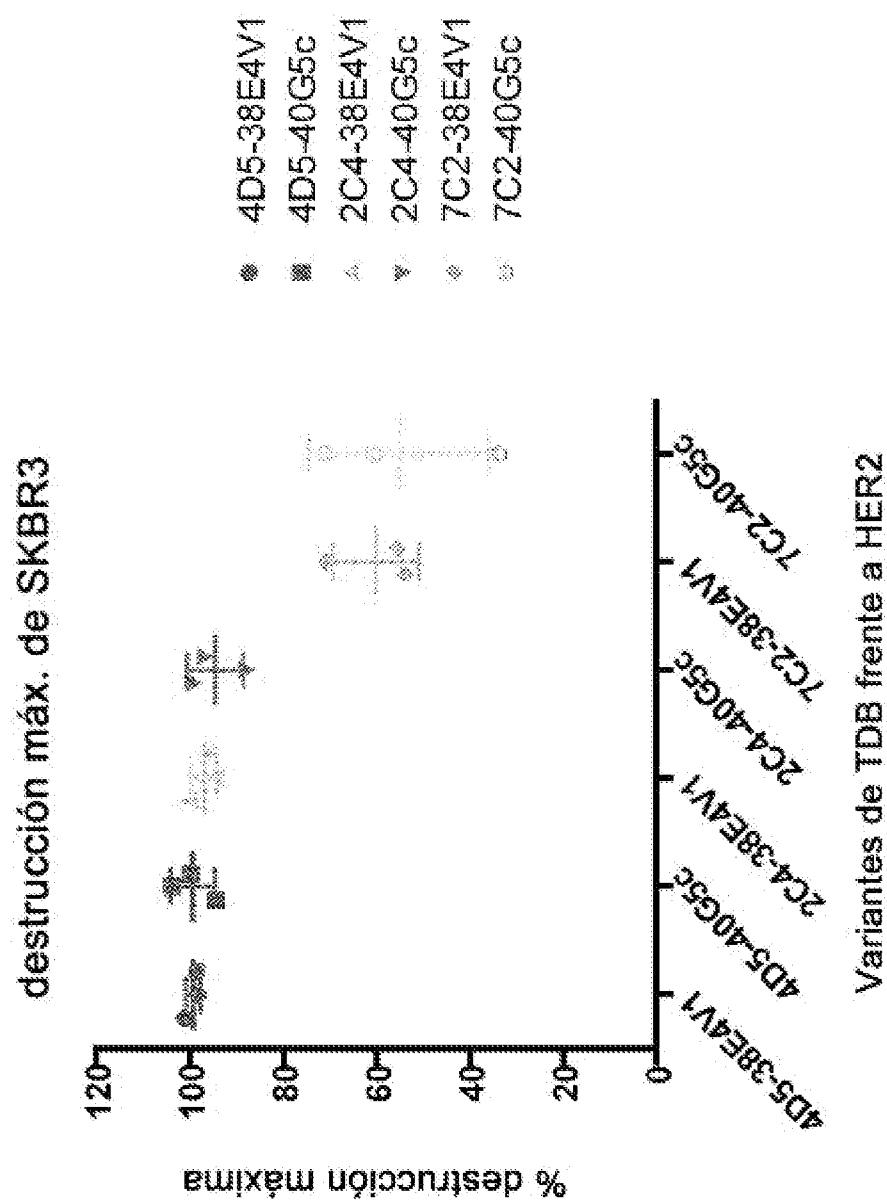 destrucción máx. de SKBR3
% destrucción máxima
120
100
80
60
40
20
0
4D5-38E4V1
4D5-40G5c
2C4-38E4V1
2C4-40G5c
7C2-38E4V1
7C2-40G5c
Variantes de TDB frente a HER2
4D5-38E4V1
4D5-40G5c
2C4-38E4V1
2C4-40G5c
7C2-38E4V1
7C2-40G5c